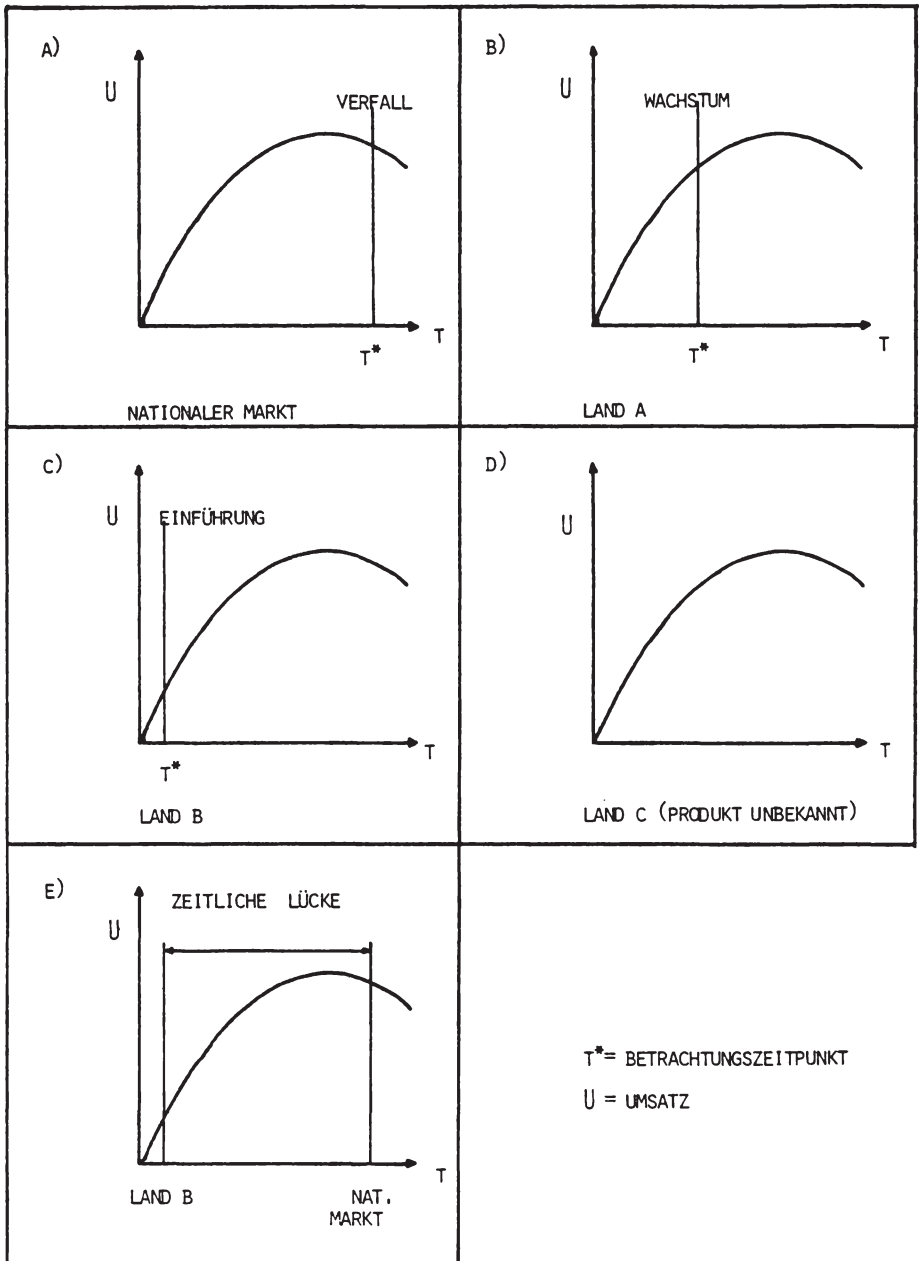 A)
U
VERFALL
T
T*
NATIONALER MARKT
B)
U
WACHSTUM
T
T*
LAND A
C)
U
EINFÜHRUNG
T
T*
LAND B
D)
U
T
LAND C (PRODUKT UNBEKANNT)
E)
U
ZEITLICHE LÜCKE
T
LAND B
NAT.
MARKT
T*= BETRACHTUNGSZEITPUNKT
U = UMSATZ